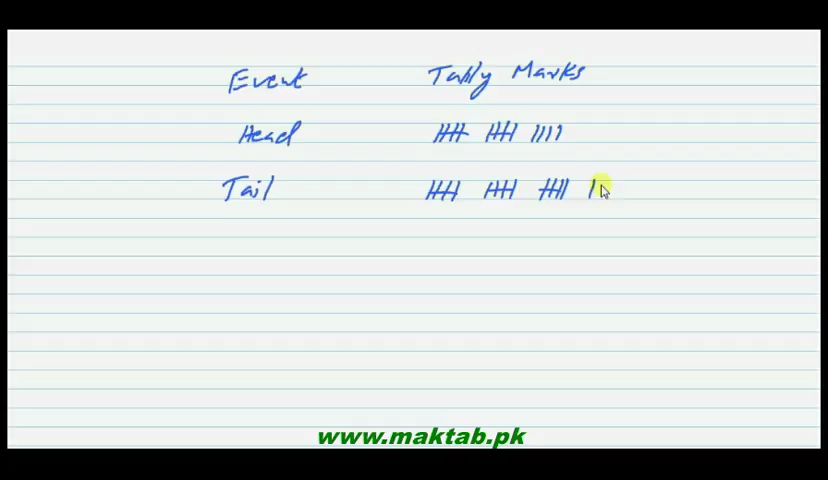 Event Tally Marks
Head 𝍸 𝍸 ||||
Tail 𝍸 𝍸 𝍸 |
www.maktab.pk